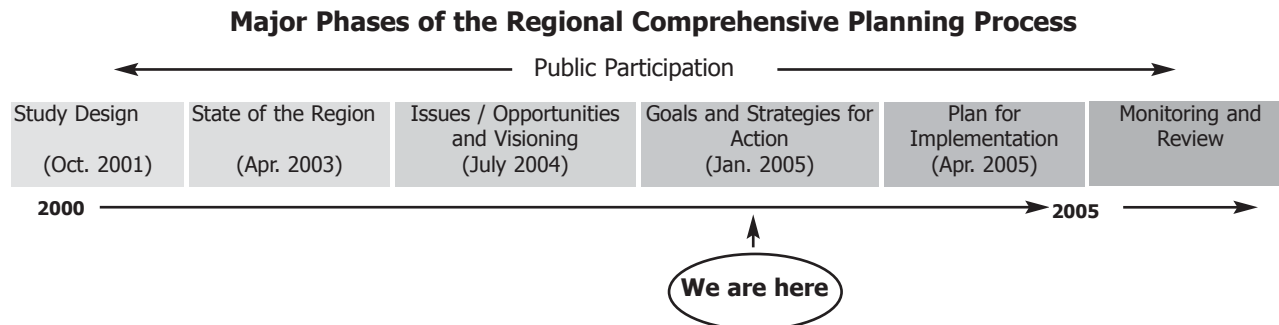 Major Phases of the Regional Comprehensive Planning Process
Public Participation
Study Design
(Oct. 2001)
State of the Region
(Apr. 2003)
Issues / Opportunities
and Visioning
(July 2004)
Goals and Strategies for
Action
(Jan. 2005)
Plan for
Implementation
(Apr. 2005)
Monitoring and
Review
2000
2005
We are here